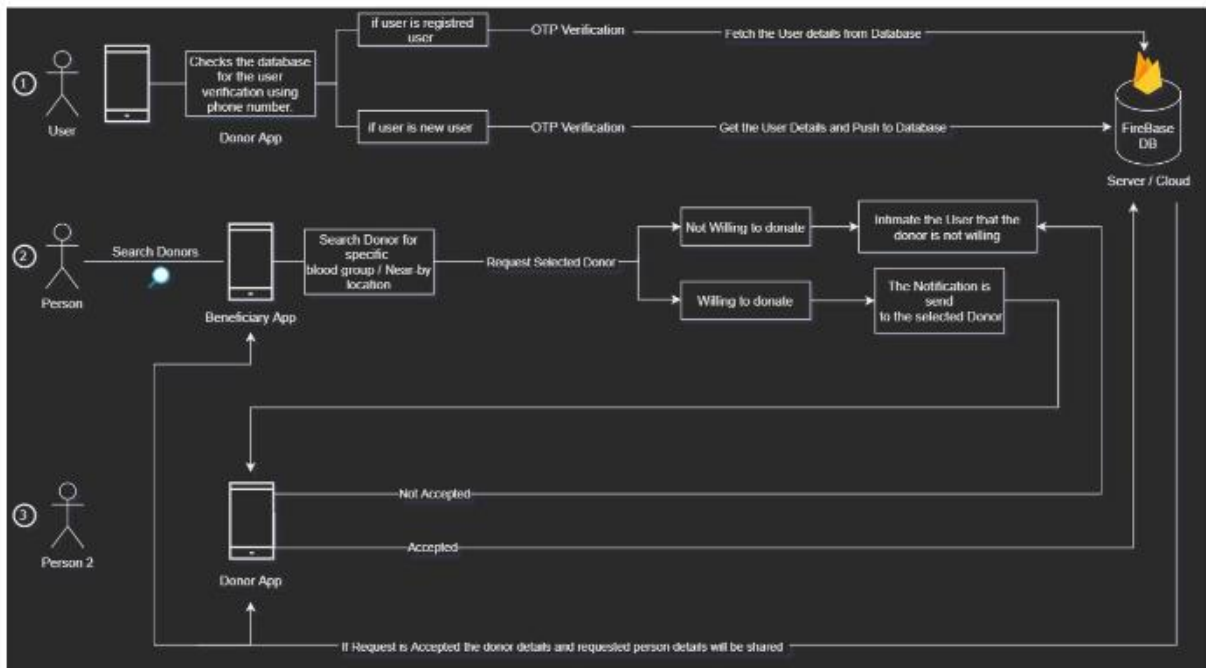 if user is registred
user
OTP Verification
Fetch the User details from Database
1
Checks the database
for the user
verification using
phone number.
User
Donor App
if user is new user
OTP Verification
Get the User Details and Push to Database
FireBase
DB
Server / Cloud
2
Search Donors
Person
Beneficiary App
Search Donor for
specific
blood group / Near-by
location
Request Selected Donor
Not Willing to donate
Intimate the User that the
donor is not willing
Willing to donate
The Notification is
send
to the selected Donor
3
Person 2
Not Accepted
Accepted
Donor App
If Request is Accepted the donor details and requested person details will be shared